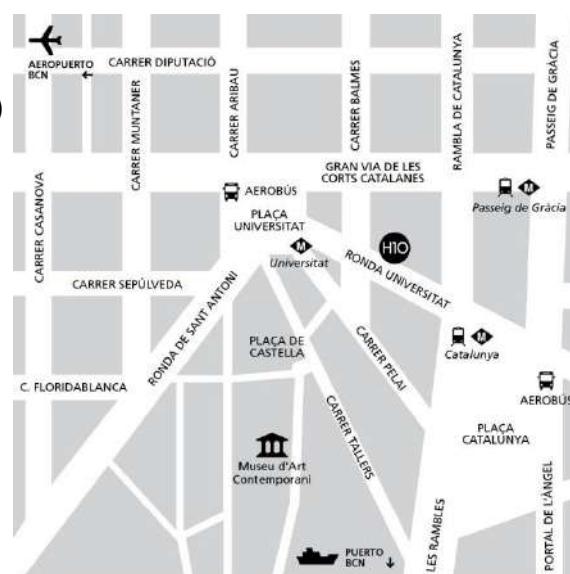 AEROPUERTO
BCN
CARRER DIPUTACIÓ
CARRER CASANOVA
CARRER MUNTANER
CARRER ARIBAU
CARRER BALMES
RAMBLA DE CATALUNYA
PASSEIG DE GRÀCIA
GRAN VIA DE LES
CORTS CATALANES
AEROBÚS
M
Passeig de Gràcia
PLAÇA
UNIVERSITAT
M
Universitat
H10
RONDA UNIVERSITAT
CARRER SEPÚLVEDA
RONDA DE SANT ANTONI
PLAÇA DE
CASTELLA
CARRER PELAI
M
Catalunya
C. FLORIDABLANCA
AEROBÚS
CARRER TALLERS
PLAÇA
CATALÚNYA
Museu d'Art
Contemporani
LES RAMBLES
PORTAL DE L'ÀNGEL
PUERTO
BCN